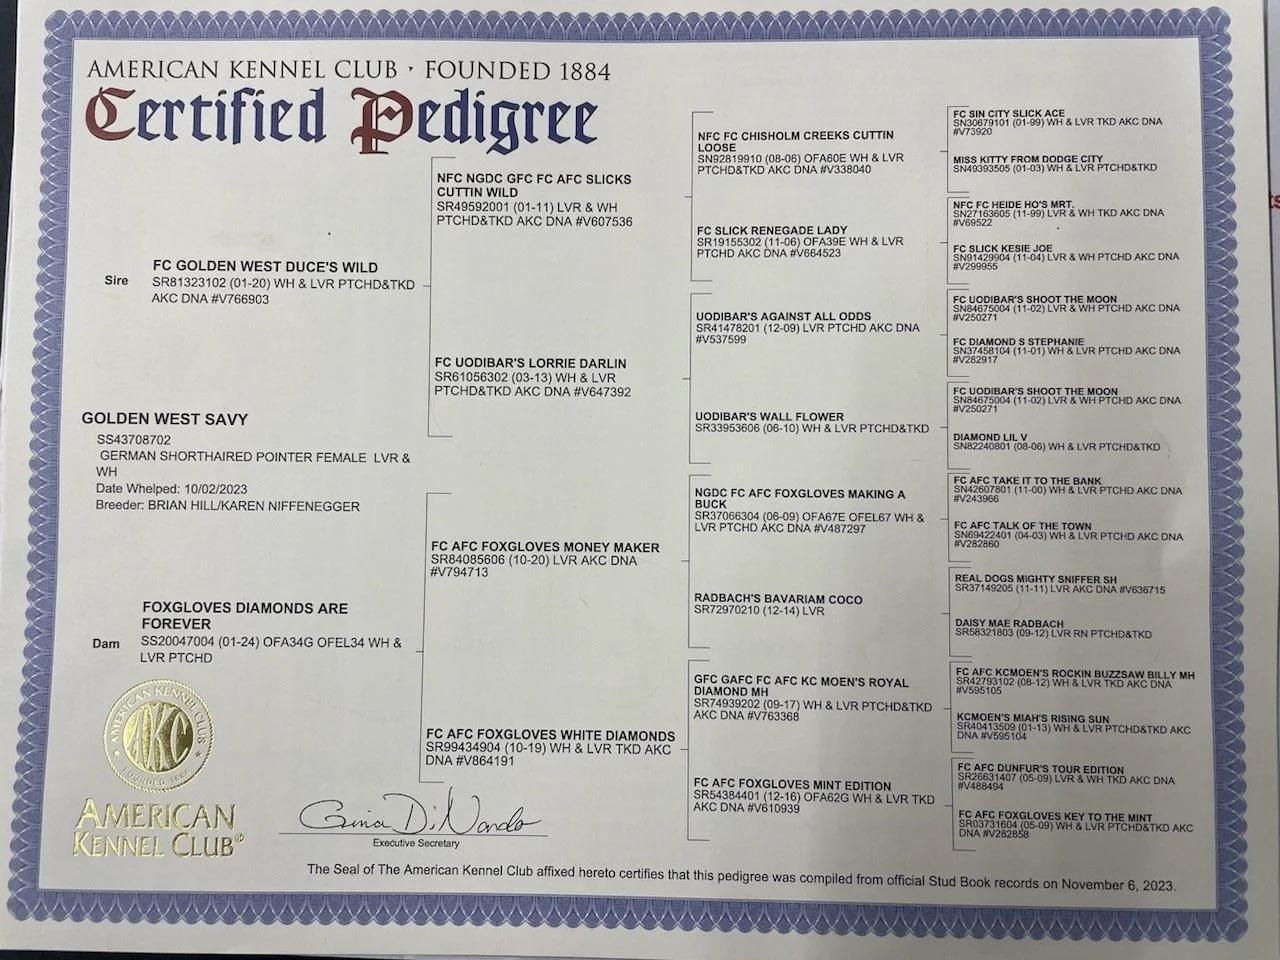 AMERICAN KENNEL CLUB · FOUNDED 1884
Certified Pedigree
NFC NGDC GFC FC AFC SLICKS
CUTTIN WILD
SR49592001 (01-11) LVR & WH
PTCHD&TKD AKC DNA #V607536
Sire
FC GOLDEN WEST DUCE'S WILD
SR81323102 (01-20) WH & LVR PTCHD&TKD
AKC DNA #V766903
FC UODIBAR'S LORRIE DARLIN
SR61056302 (03-13) WH & LVR
PTCHD&TKD AKC DNA #V647392
GOLDEN WEST SAVY
SS43708702
GERMAN SHORTHAIRED POINTER FEMALE LVR &
WH
Date Whelped: 10/02/2023
Breeder: BRIAN HILL/KAREN NIFFENEGGER
FC AFC FOXGLOVES MONEY MAKER
SR84085606 (10-20) LVR AKC DNA
#V794713
Dam
FOXGLOVES DIAMONDS ARE
FOREVER
SS20047004 (01-24) OFA34G OFEL34 WH &
LVR PTCHD
FC AFC FOXGLOVES WHITE DIAMONDS
SR99434904 (10-19) WH & LVR TKD AKC
DNA #V864191
NFC FC CHISHOLM CREEKS CUTTIN
LOOSE
SN92819910 (08-06) OFA60E WH & LVR
PTCHD&TKD AKC DNA #V338040
FC SLICK RENEGADE LADY
SR19155302 (11-06) OFA39E WH & LVR
PTCHD AKC DNA #V664523
UODIBAR'S AGAINST ALL ODDS
SR41478201 (12-09) LVR PTCHD AKC DNA
#V537599
UODIBAR'S WALL FLOWER
SR33953606 (06-10) WH & LVR PTCHD&TKD
NGDC FC AFC FOXGLOVES MAKING A
BUCK
SR37066304 (06-09) OFA67E OFEL67 WH &
LVR PTCHD AKC DNA #V487297
RADBACH'S BAVARIAM COCO
SR72970210 (12-14) LVR
GFC GAFC FC AFC KC MOEN'S ROYAL
DIAMOND MH
SR74939202 (09-17) WH & LVR PTCHD&TKD
AKC DNA #V763368
FC AFC FOXGLOVES MINT EDITION
SR54384401 (12-16) OFA62G WH & LVR TKD
AKC DNA #V610939
FC SIN CITY SLICK ACE
SN30679101 (01-99) WH & LVR TKD AKC DNA
#V73920
MISS KITTY FROM DODGE CITY
SN49393505 (01-03) WH & LVR PTCHD&TKD
NFC FC HEIDE HO'S MRT.
SN27163605 (11-99) LVR & WH TKD AKC DNA
#V69522
FC SLICK KESIE JOE
SN91429904 (11-04) LVR & WH PTCHD AKC DNA
#V299955
FC UODIBAR'S SHOOT THE MOON
SN84675004 (11-02) LVR & WH PTCHD AKC DNA
#V250271
FC DIAMOND S STEPHANIE
SN37458104 (11-01) WH & LVR PTCHD AKC DNA
#V282917
FC UODIBAR'S SHOOT THE MOON
SN84675004 (11-02) LVR & WH PTCHD AKC DNA
#V250271
DIAMOND LIL V
SN82240801 (08-06) WH & LVR PTCHD&TKD
FC AFC TAKE IT TO THE BANK
SN42607801 (11-00) WH & LVR PTCHD AKC DNA
#V243966
FC AFC TALK OF THE TOWN
SN69422401 (04-03) WH & LVR PTCHD AKC DNA
#V282860
REAL DOGS MIGHTY SNIFFER SH
SR37149205 (11-11) LVR AKC DNA #V636715
DAISY MAE RADBACH
SR58321803 (09-12) LVR RN PTCHD&TKD
FC AFC KCMOEN'S ROCKIN BUZZSAW BILLY MH
SR42793102 (08-12) WH & LVR TKD AKC DNA
#V595105
KCMOEN'S MIAH'S RISING SUN
SR40413509 (01-13) WH & LVR PTCHD&TKD AKC
DNA #V595104
FC AFC DUNFUR'S TOUR EDITION
SR26631407 (05-09) LVR & WH TKD AKC DNA
#V488494
FC AFC FOXGLOVES KEY TO THE MINT
SR03731604 (05-09) WH & LVR PTCHD&TKD AKC
DNA #V282858
AMERICAN KENNEL CLUB
AKC
FOUNDED 1884
AMERICAN
KENNEL CLUB®
Gina DiNardo
Executive Secretary
The Seal of The American Kennel Club affixed hereto certifies that this pedigree was compiled from official Stud Book records on November 6, 2023.